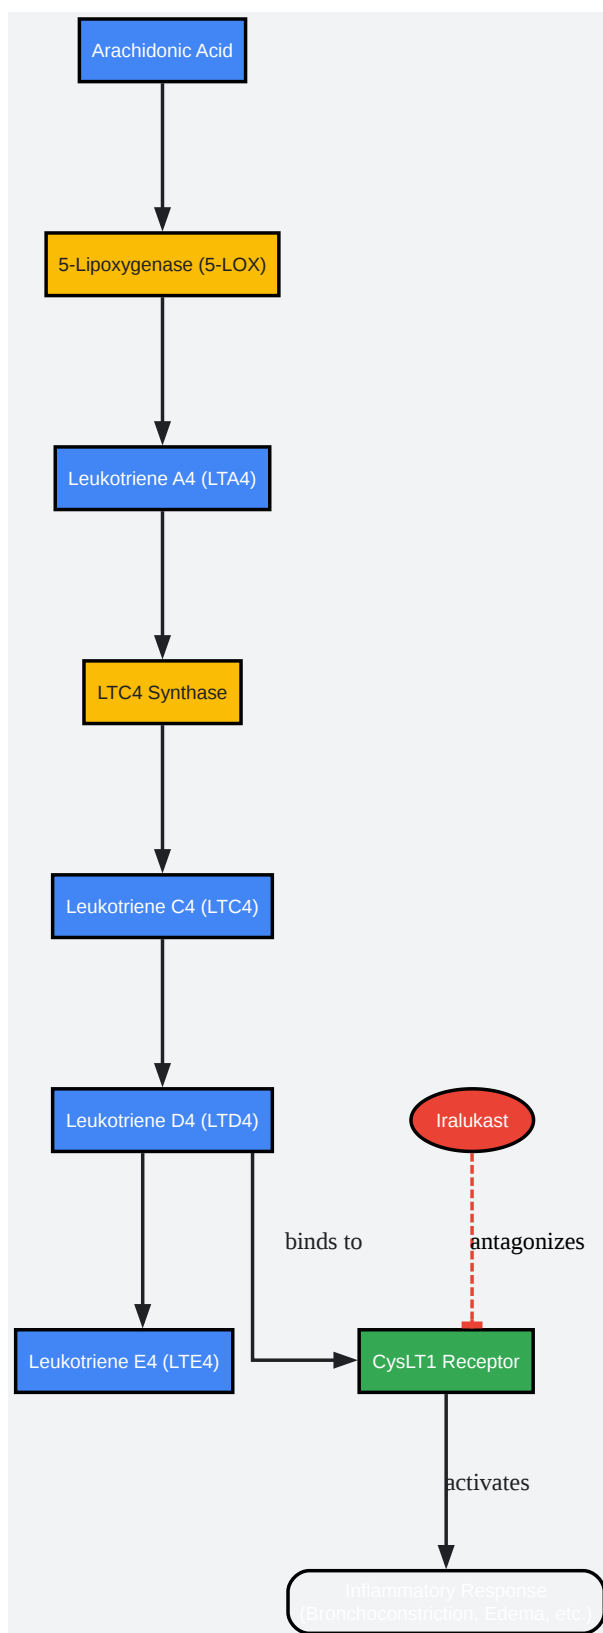 Arachidonic Acid
5-Lipoxygenase (5-LOX)
Leukotriene A4 (LTA4)
LTC4 Synthase
Leukotriene C4 (LTC4)
Leukotriene D4 (LTD4)
Iralukast
binds to
antagonizes
Leukotriene E4 (LTE4)
CysLT1 Receptor
activates
Inflammatory Response
(Bronchoconstriction, Edema, etc.)